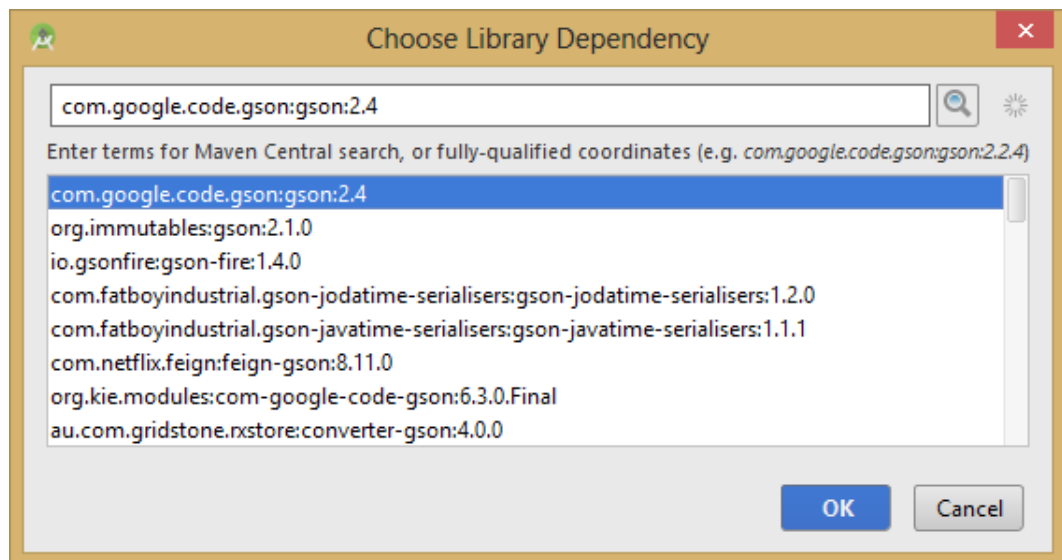 Choose Library Dependency
com.google.code.gson:gson:2.4
Enter terms for Maven Central search, or fully-qualified coordinates (e.g. com.google.code.gson:gson:2.2.4)
com.google.code.gson:gson:2.4
org.immutables:gson:2.1.0
io.gsonfire:gson-fire:1.4.0
com.fatboyindustrial.gson-jodatime-serialisers:gson-jodatime-serialisers:1.2.0
com.fatboyindustrial.gson-javatime-serialisers:gson-javatime-serialisers:1.1.1
com.netflix.feign:feign-gson:8.11.0
org.kie.modules:com-google-code-gson:6.3.0.Final
au.com.gridstone.rxstore:converter-gson:4.0.0
OK Cancel